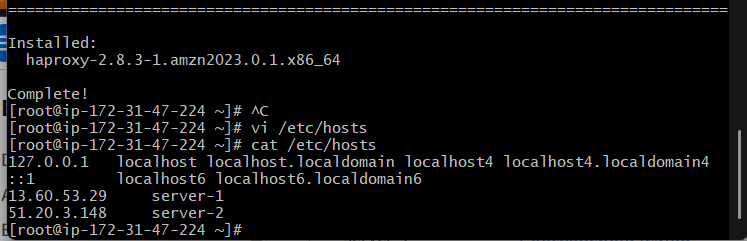 ================================================================================
Installed:
  haproxy-2.8.3-1.amzn2023.0.1.x86_64
Complete!
[root@ip-172-31-47-224 ~]# ^C
[root@ip-172-31-47-224 ~]# vi /etc/hosts
[root@ip-172-31-47-224 ~]# cat /etc/hosts
127.0.0.1   localhost localhost.localdomain localhost4 localhost4.localdomain4
::1         localhost6 localhost6.localdomain6
13.60.53.29     server-1
51.20.3.148     server-2
[root@ip-172-31-47-224 ~]#